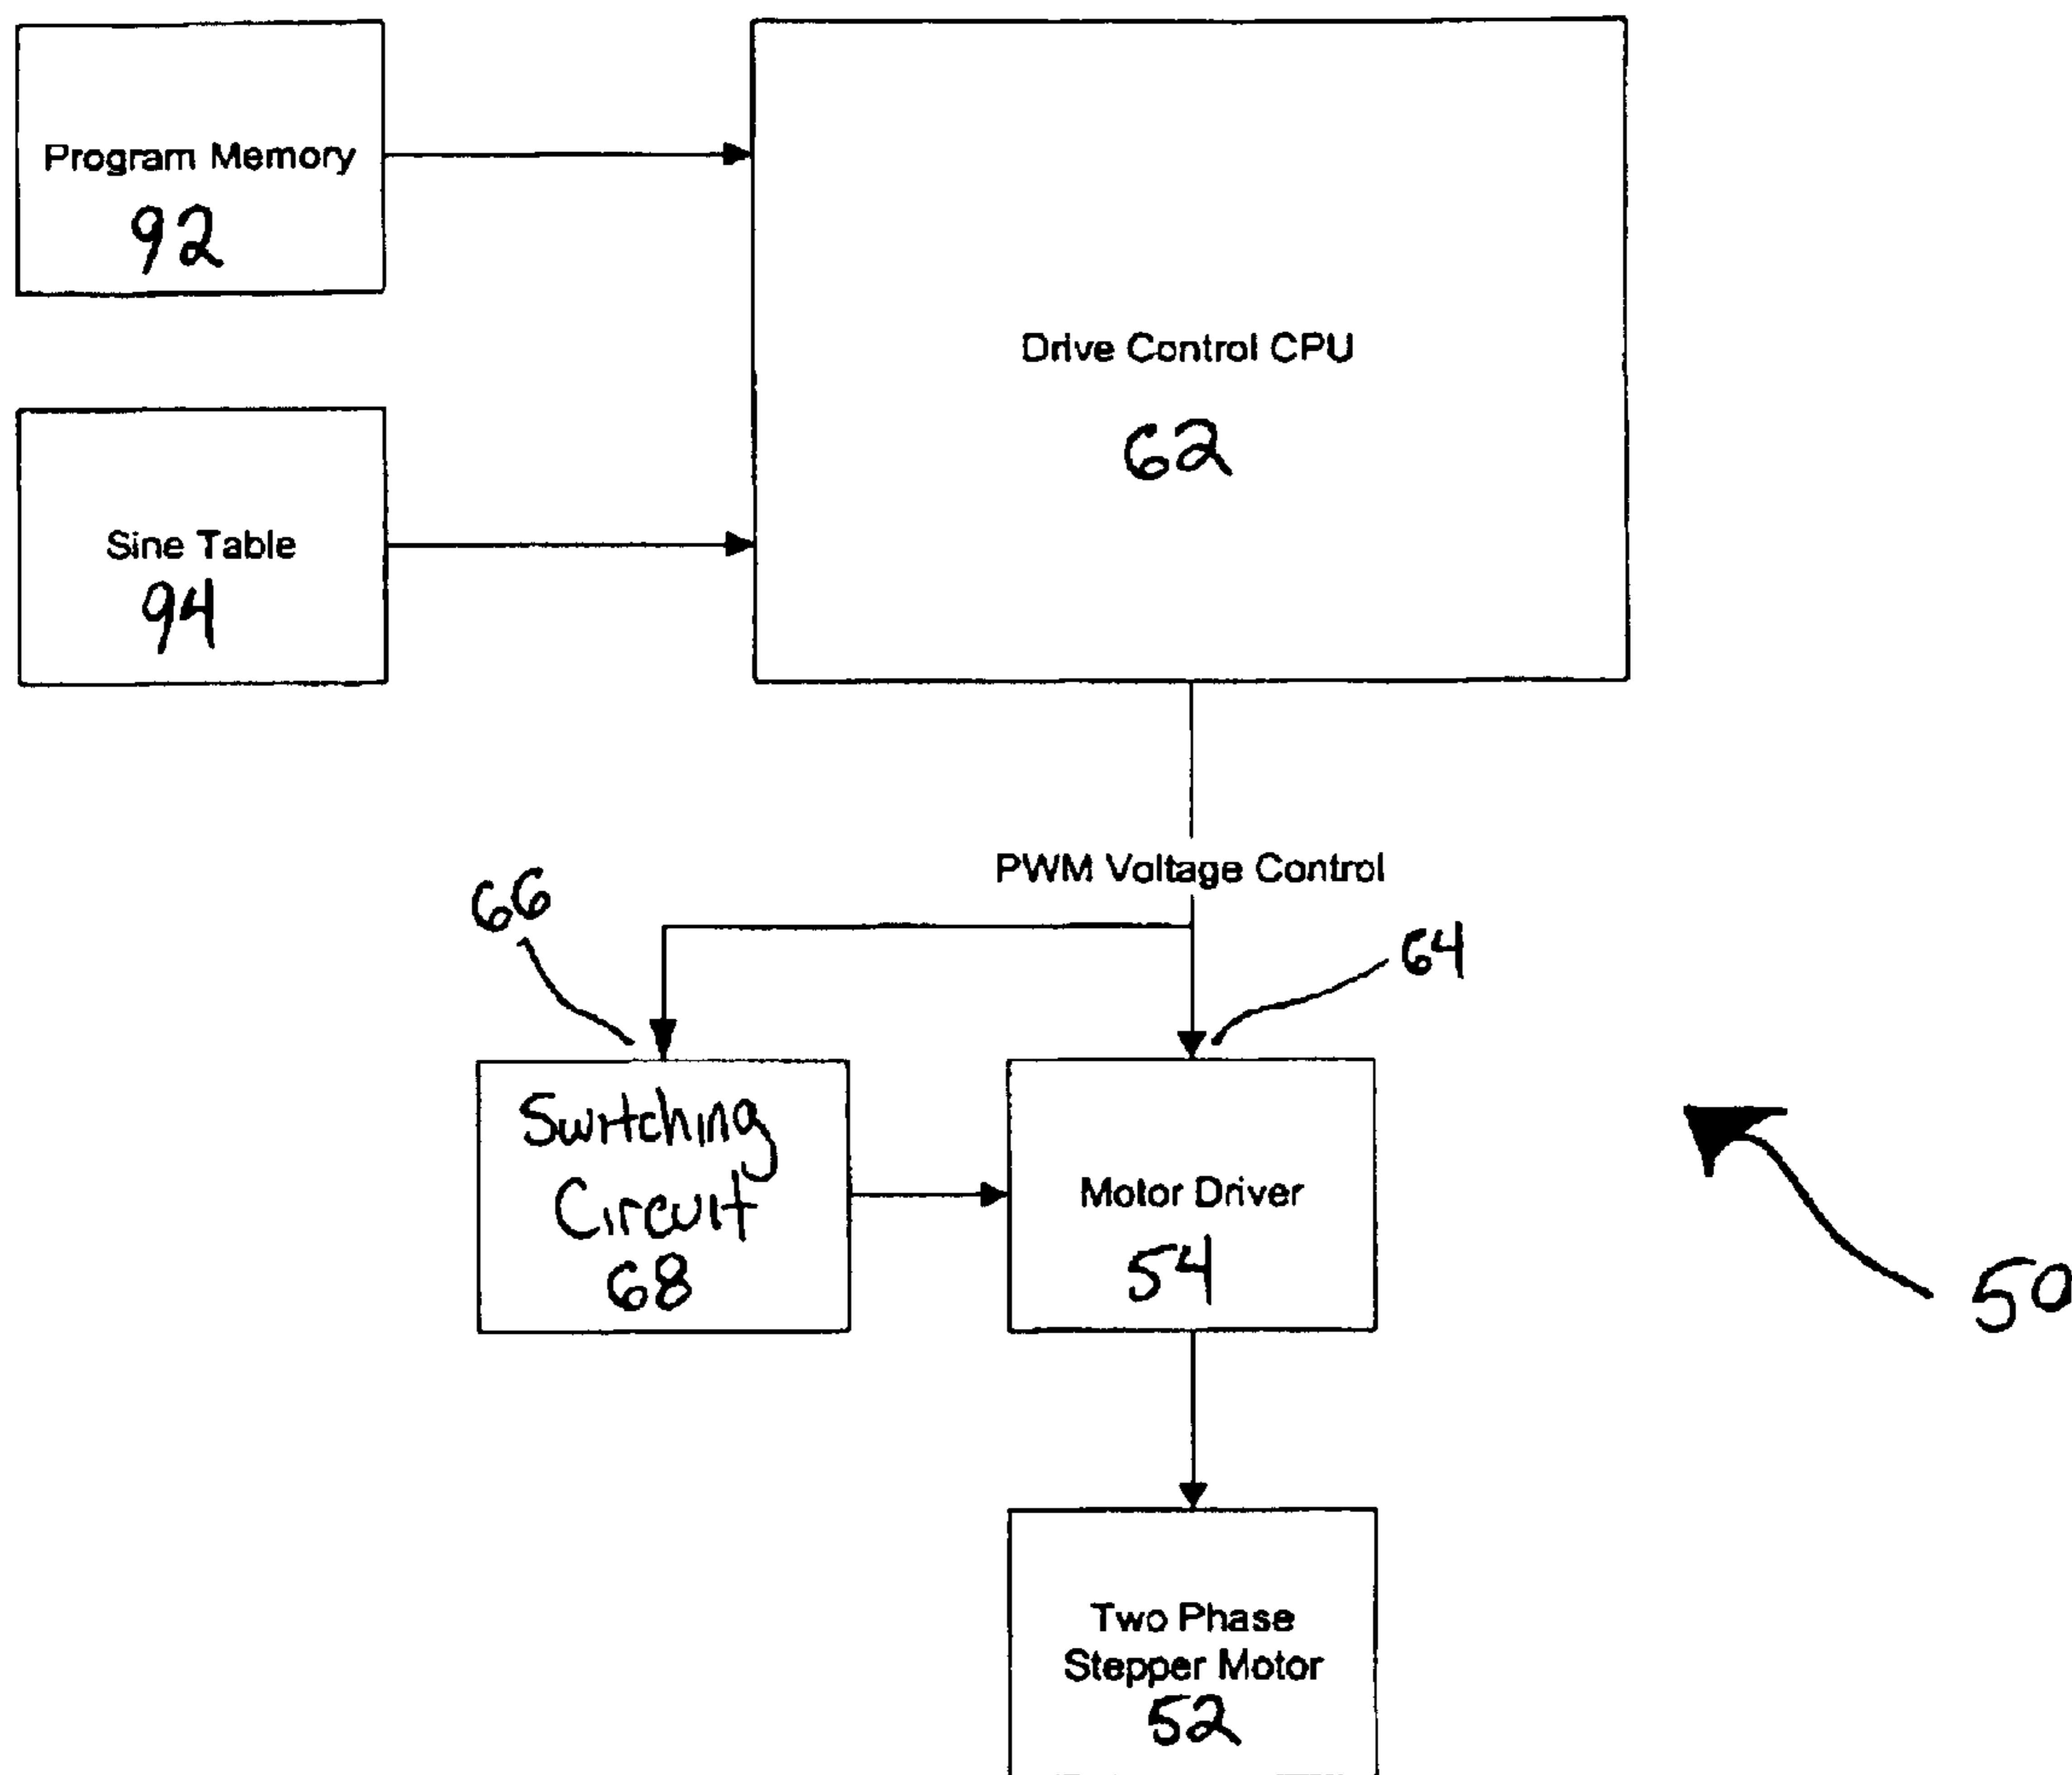 Program Memory
92
Drive Control CPU
62
Sine Table
94
PWM Voltage Control
66
64
Switching
Circuit
68
Motor Driver
54
50
Two Phase
Stepper Motor
52